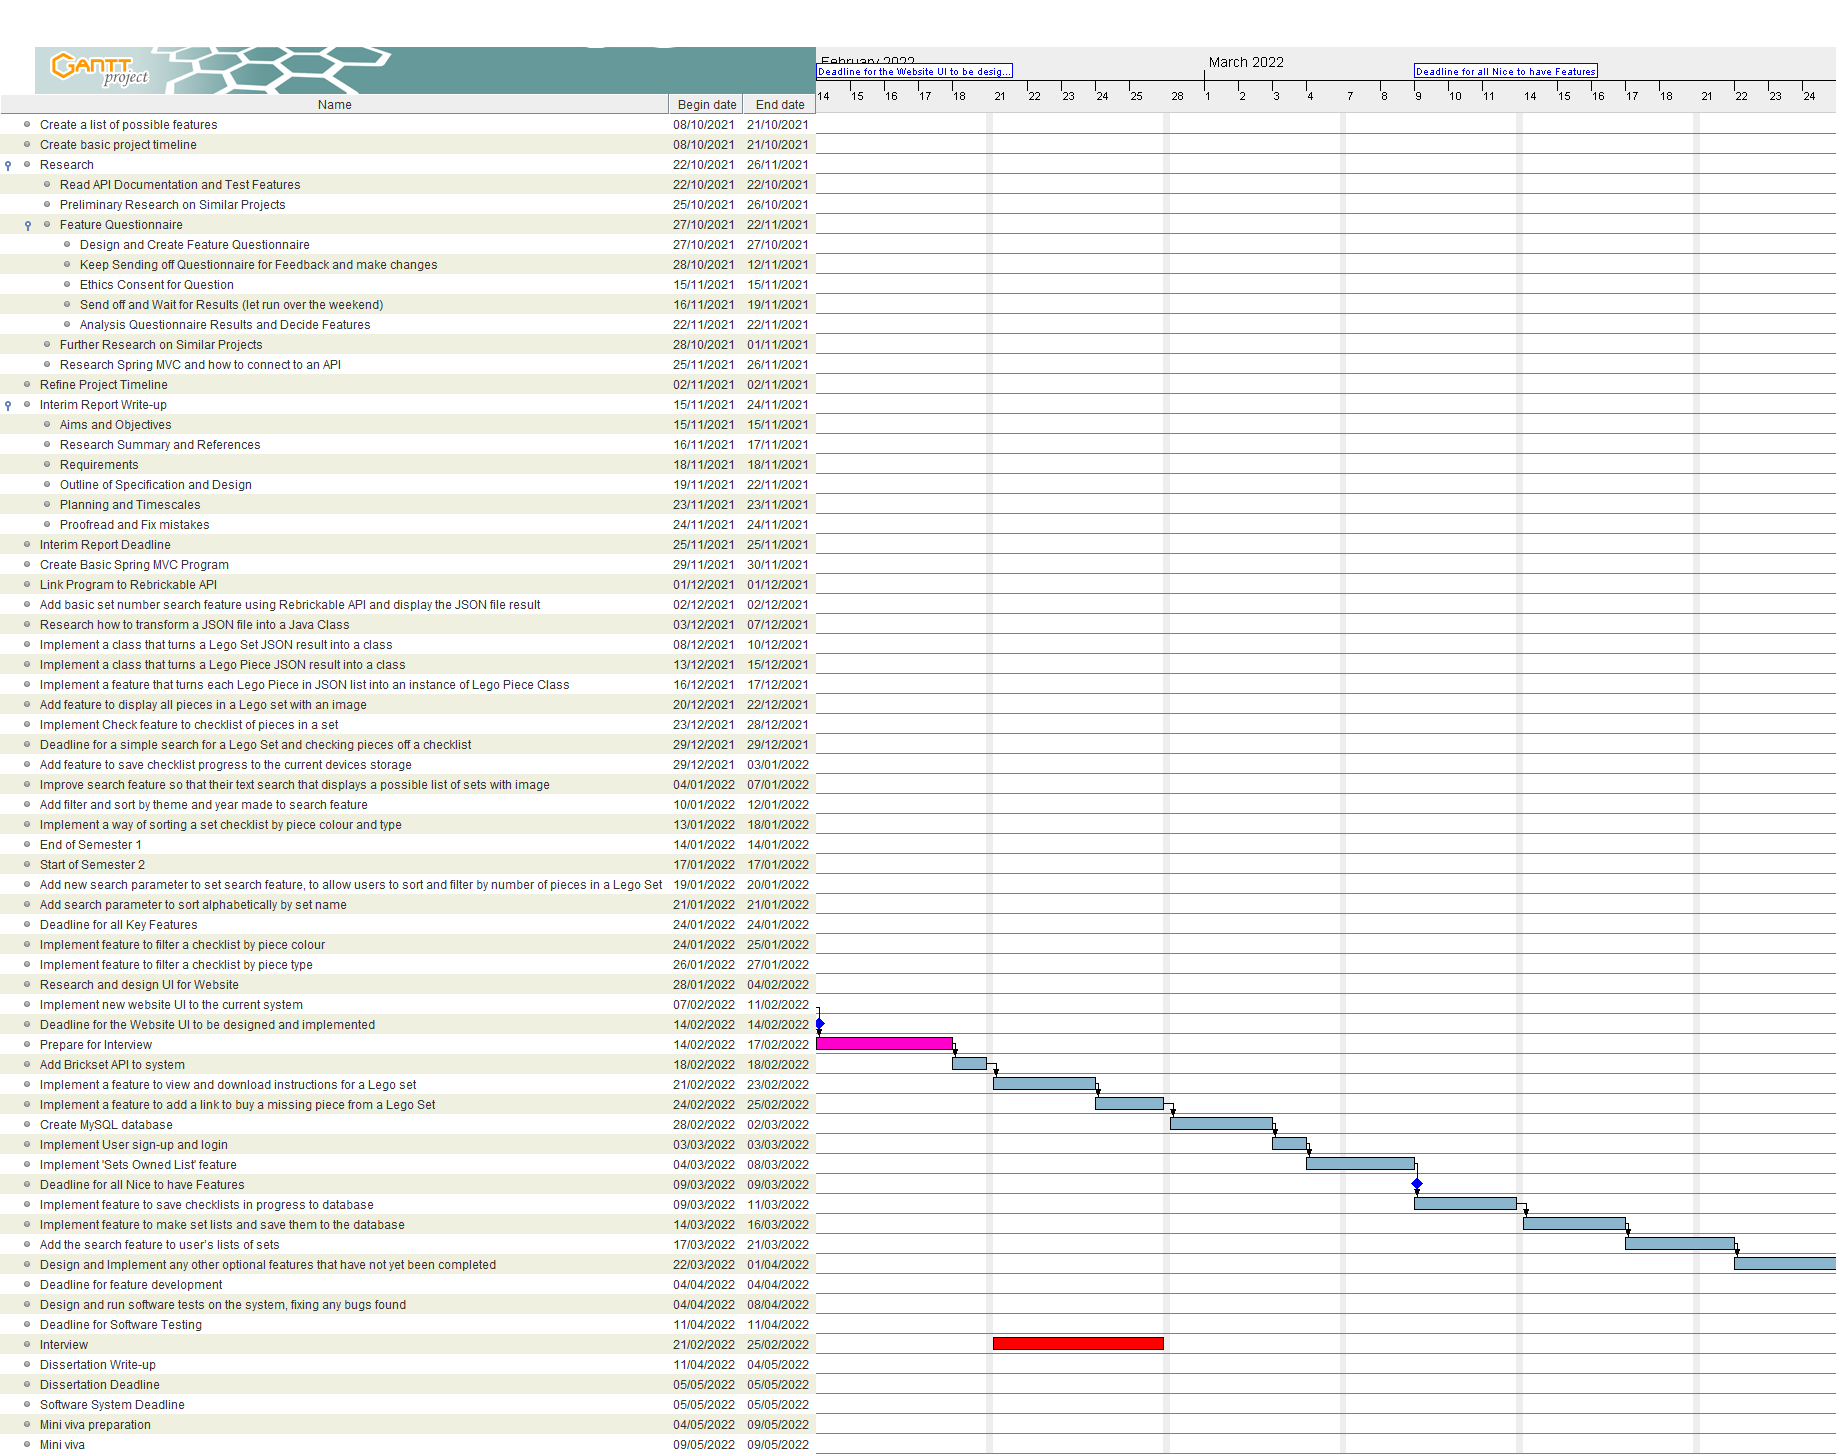 GANTT
project
February 2022
March 2022
Deadline for the Website UI to be desig...
Deadline for all Nice to have Features
Name Begin date End date
14 15 16 17 18 21 22 23 24 25 28 1 2 3 4 7 8 9 10 11 14 15 16 17 18 21 22 23 24
Create a list of possible features 08/10/2021 21/10/2021
Create basic project timeline 08/10/2021 21/10/2021
Research 22/10/2021 26/11/2021
Read API Documentation and Test Features 22/10/2021 22/10/2021
Preliminary Research on Similar Projects 25/10/2021 26/10/2021
Feature Questionnaire 27/10/2021 22/11/2021
Design and Create Feature Questionnaire 27/10/2021 27/10/2021
Keep Sending off Questionnaire for Feedback and make changes 28/10/2021 12/11/2021
Ethics Consent for Question 15/11/2021 15/11/2021
Send off and Wait for Results (let run over the weekend) 16/11/2021 19/11/2021
Analysis Questionnaire Results and Decide Features 22/11/2021 22/11/2021
Further Research on Similar Projects 28/10/2021 01/11/2021
Research Spring MVC and how to connect to an API 25/11/2021 26/11/2021
Refine Project Timeline 02/11/2021 02/11/2021
Interim Report Write-up 15/11/2021 24/11/2021
Aims and Objectives 15/11/2021 15/11/2021
Research Summary and References 16/11/2021 17/11/2021
Requirements 18/11/2021 18/11/2021
Outline of Specification and Design 19/11/2021 22/11/2021
Planning and Timescales 23/11/2021 23/11/2021
Proofread and Fix mistakes 24/11/2021 24/11/2021
Interim Report Deadline 25/11/2021 25/11/2021
Create Basic Spring MVC Program 29/11/2021 30/11/2021
Link Program to Rebrickable API 01/12/2021 01/12/2021
Add basic set number search feature using Rebrickable API and display the JSON file result 02/12/2021 02/12/2021
Research how to transform a JSON file into a Java Class 03/12/2021 07/12/2021
Implement a class that turns a Lego Set JSON result into a class 08/12/2021 10/12/2021
Implement a class that turns a Lego Piece JSON result into a class 13/12/2021 15/12/2021
Implement a feature that turns each Lego Piece in JSON list into an instance of Lego Piece Class 16/12/2021 17/12/2021
Add feature to display all pieces in a Lego set with an image 20/12/2021 22/12/2021
Implement Check feature to checklist of pieces in a set 23/12/2021 28/12/2021
Deadline for a simple search for a Lego Set and checking pieces off a checklist 29/12/2021 29/12/2021
Add feature to save checklist progress to the current devices storage 29/12/2021 03/01/2022
Improve search feature so that their text search that displays a possible list of sets with image 04/01/2022 07/01/2022
Add filter and sort by theme and year made to search feature 10/01/2022 12/01/2022
Implement a way of sorting a set checklist by piece colour and type 13/01/2022 18/01/2022
End of Semester 1 14/01/2022 14/01/2022
Start of Semester 2 17/01/2022 17/01/2022
Add new search parameter to set search feature, to allow users to sort and filter by number of pieces in a Lego Set 19/01/2022 20/01/2022
Add search parameter to sort alphabetically by set name 21/01/2022 21/01/2022
Deadline for all Key Features 24/01/2022 24/01/2022
Implement feature to filter a checklist by piece colour 24/01/2022 25/01/2022
Implement feature to filter a checklist by piece type 26/01/2022 27/01/2022
Research and design UI for Website 28/01/2022 04/02/2022
Implement new website UI to the current system 07/02/2022 11/02/2022
Deadline for the Website UI to be designed and implemented 14/02/2022 14/02/2022
Prepare for Interview 14/02/2022 17/02/2022
Add Brickset API to system 18/02/2022 18/02/2022
Implement a feature to view and download instructions for a Lego set 21/02/2022 23/02/2022
Implement a feature to add a link to buy a missing piece from a Lego Set 24/02/2022 25/02/2022
Create MySQL database 28/02/2022 02/03/2022
Implement User sign-up and login 03/03/2022 03/03/2022
Implement 'Sets Owned List' feature 04/03/2022 08/03/2022
Deadline for all Nice to have Features 09/03/2022 09/03/2022
Implement feature to save checklists in progress to database 09/03/2022 11/03/2022
Implement feature to make set lists and save them to the database 14/03/2022 16/03/2022
Add the search feature to user's lists of sets 17/03/2022 21/03/2022
Design and Implement any other optional features that have not yet been completed 22/03/2022 01/04/2022
Deadline for feature development 04/04/2022 04/04/2022
Design and run software tests on the system, fixing any bugs found 04/04/2022 08/04/2022
Deadline for Software Testing 11/04/2022 11/04/2022
Interview 21/02/2022 25/02/2022
Dissertation Write-up 11/04/2022 04/05/2022
Dissertation Deadline 05/05/2022 05/05/2022
Software System Deadline 05/05/2022 05/05/2022
Mini viva preparation 04/05/2022 09/05/2022
Mini viva 09/05/2022 09/05/2022